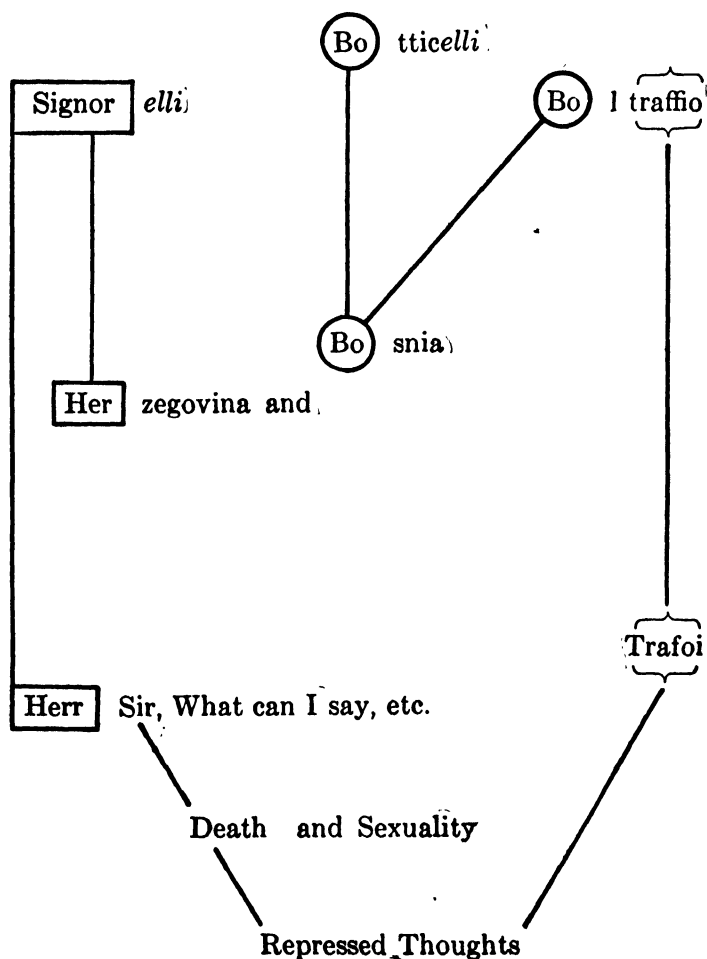 Bo tticelli
Signor elli Bo l traffio
Bo snia
Her zegovina and
Trafoi
Herr Sir, What can I say, etc.
Death and Sexuality
Repressed Thoughts